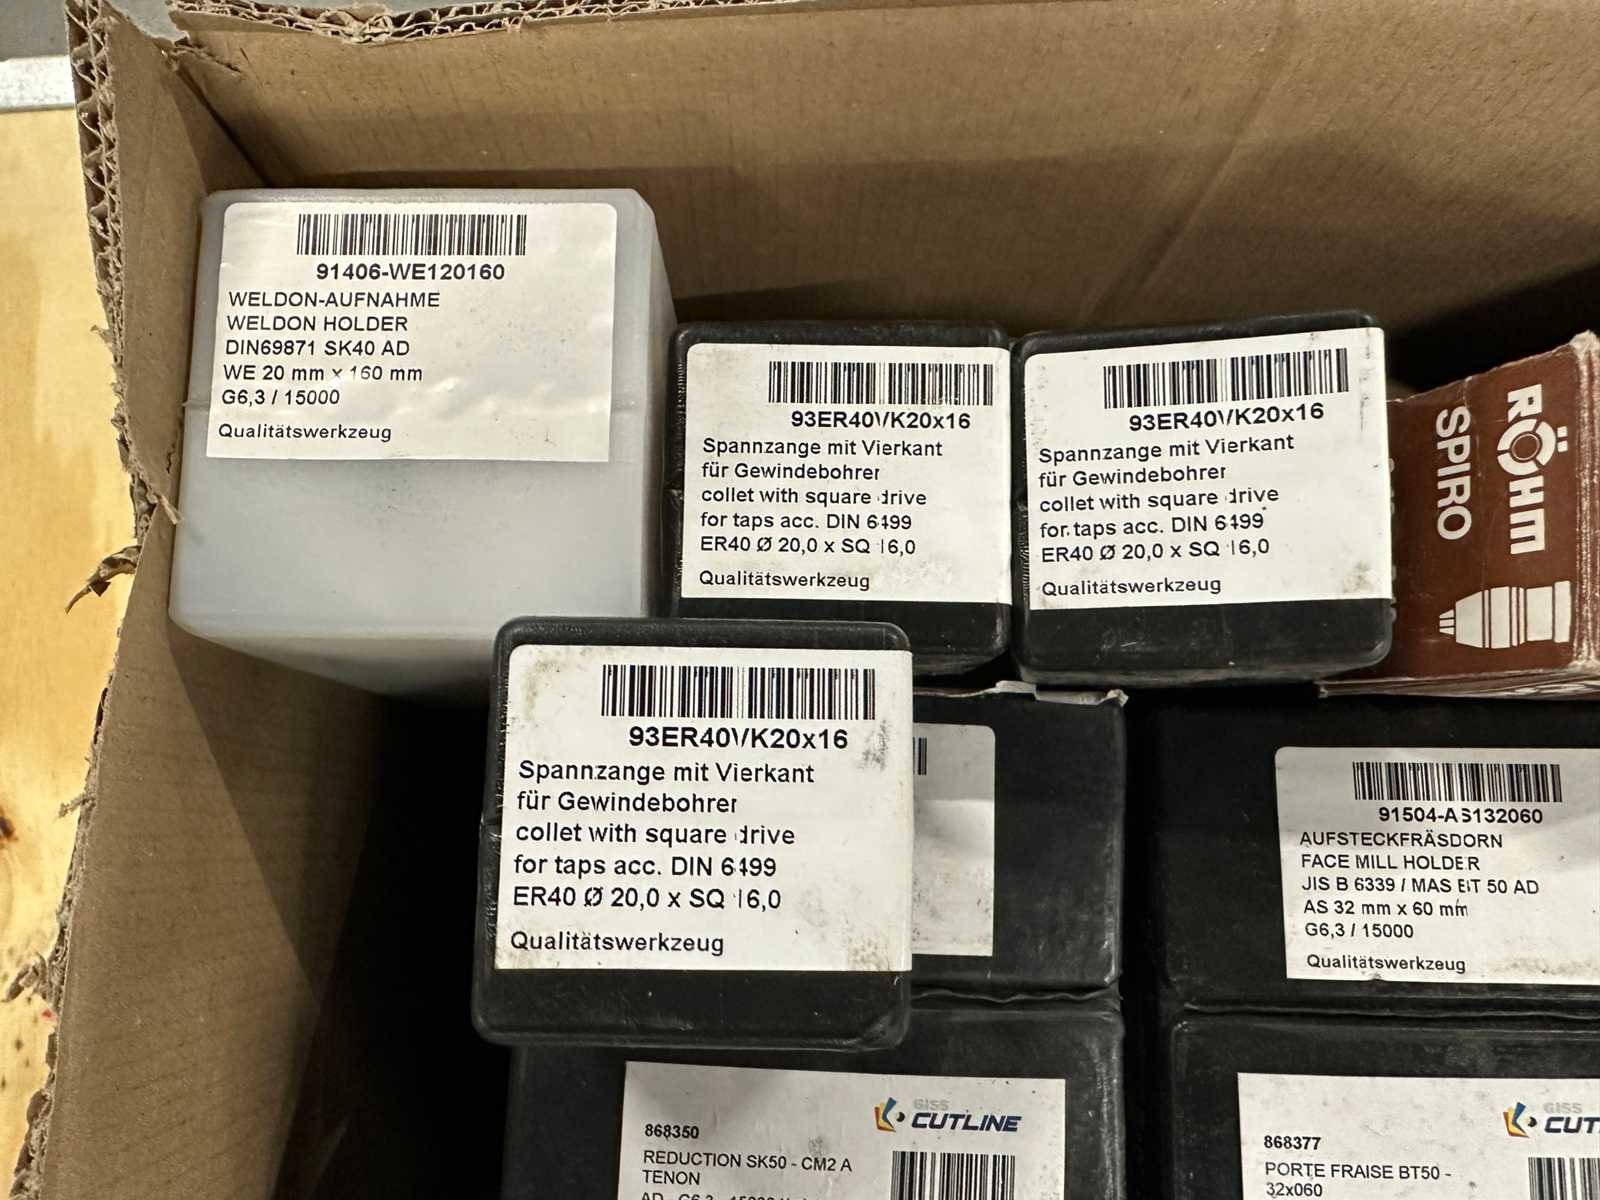 91406-WE120160
WELDON-AUFNAHME
WELDON HOLDER
DIN69871 SK40 AD
WE 20 mm x 160 mm
G6,3 / 15000
Qualitätswerkzeug
93ER40VK20x16
Spannzange mit Vierkant
für Gewindebohrer
collet with square drive
for taps acc. DIN 6499
ER40 Ø 20,0 x SQ 16,0
Qualitätswerkzeug
93ER40VK20x16
Spannzange mit Vierkant
für Gewindebohrer
collet with square drive
for taps acc. DIN 6499
ER40 Ø 20,0 x SQ 16,0
Qualitätswerkzeug
RÖHM
SPIRO
93ER40VK20x16
Spannzange mit Vierkant
für Gewindebohrer
collet with square drive
for taps acc. DIN 6499
ER40 Ø 20,0 x SQ 16,0
Qualitätswerkzeug
91504-AS132060
AUFSTECKFRÄSDORN
FACE MILL HOLDER
JIS B 6339 / MAS BT 50 AD
AS 32 mm x 60 mm
G6,3 / 15000
Qualitätswerkzeug
GISS
CUTLINE
868350
REDUCTION SK50 - CM2 A
TENON
GISS
868377
PORTE FRAISE BT50 -
32x060